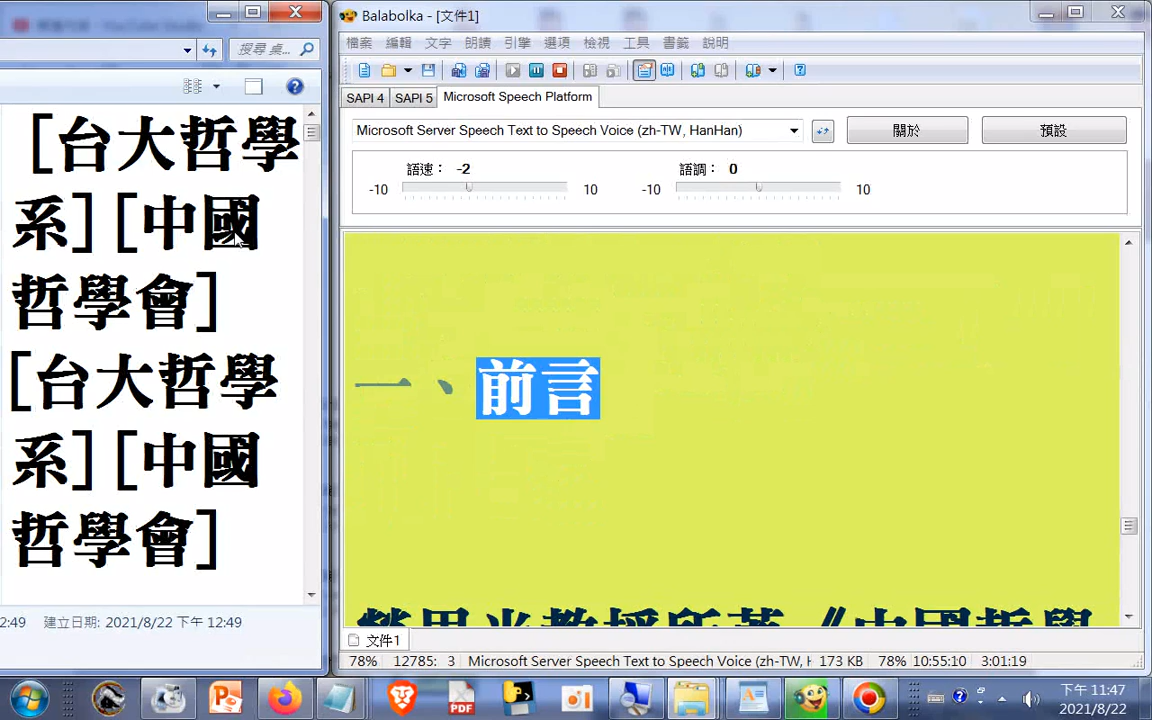 Balabolka - [文件1]
搜尋 桌...
檔案 編輯 文字 朗讀 引擎 選項 檢視 工具 書籤 說明
SAPI 4 SAPI 5 Microsoft Speech Platform
Microsoft Server Speech Text to Speech Voice (zh-TW, HanHan) 關於 預設
語速： -2 語調： 0
-10 10 -10 10
[台大哲學
系][中國
哲學會]
[台大哲學
系][中國
哲學會]
一、前言
2:49 建立日期: 2021/8/22 下午 12:49
文件1
78% 12785: 3 Microsoft Server Speech Text to Speech Voice (zh-TW, H 173 KB 78% 10:55:10 3:01:19
下午 11:47
2021/8/22